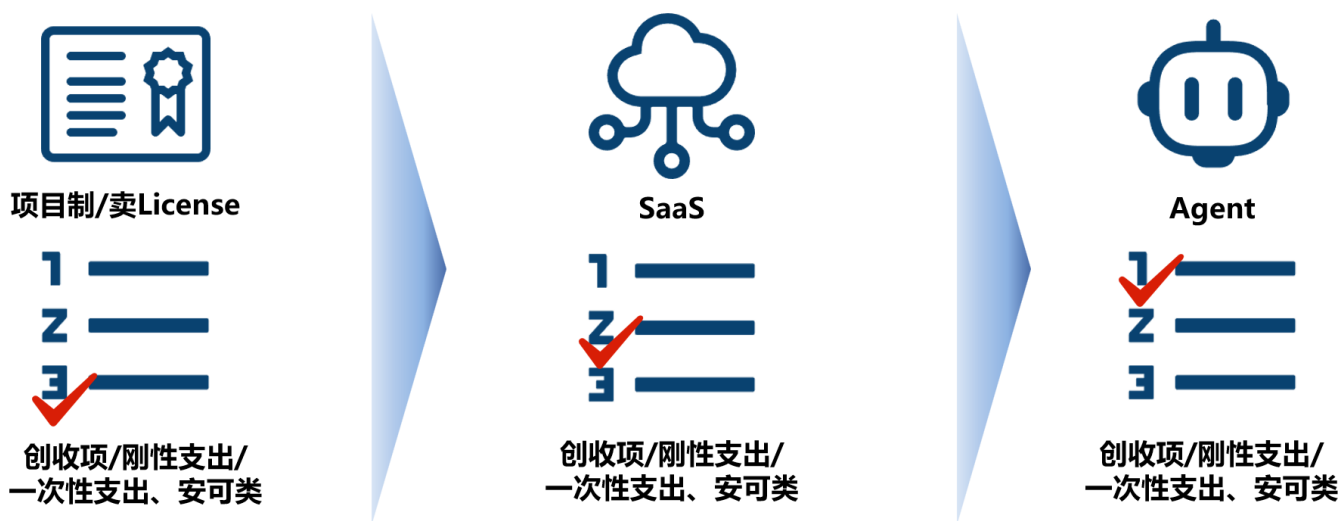 项目制/卖License
1
2
3
创收项/刚性支出/
一次性支出、安可类
SaaS
1
2
3
创收项/刚性支出/
一次性支出、安可类
Agent
1
2
3
创收项/刚性支出/
一次性支出、安可类